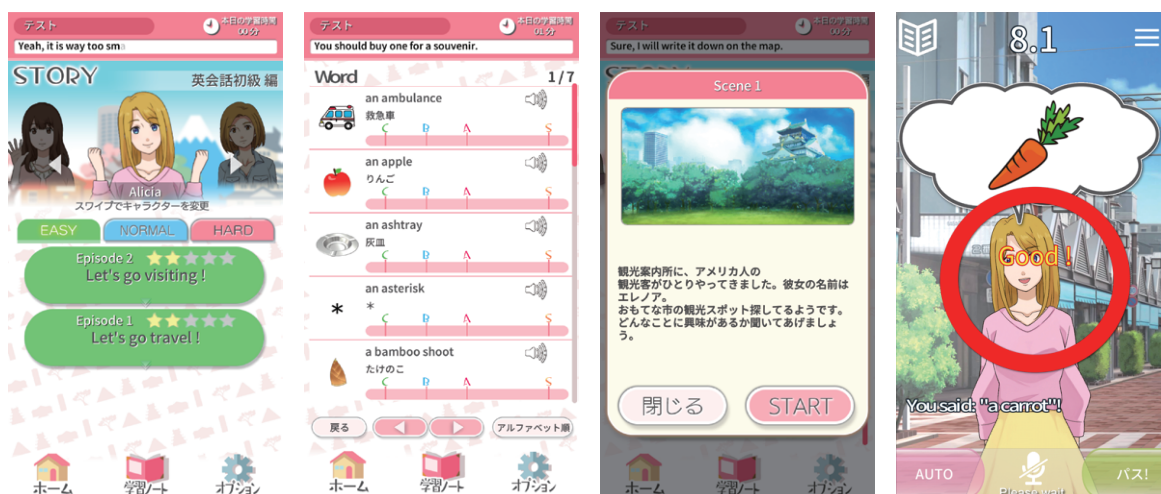 テスト
本日の学習時間
00分
Yeah, it is way too sma
STORY
英会話初級 編
Alicia
スワイプでキャラクターを変更
EASY
NORMAL
HARD
Episode 2
Let's go visiting !
Episode 1
Let's go travel !
ホーム
学習ノート
オプション
テスト
本日の学習時間
01分
You should buy one for a souvenir.
Word
1/7
an ambulance
救急車
C B A S
an apple
りんご
C B A S
an ashtray
灰皿
C B A S
an asterisk
*
C B A S
a bamboo shoot
たけのこ
C B A S
戻る
アルファベット順
ホーム
学習ノート
オプション
テスト
本日の学習時間
00分
Sure, I will write it down on the map.
Scene 1
観光案内所に、アメリカ人の
観光客がひとりやってきました。彼女の名前は
エレノア。
おもてな市の観光スポット探してるようです。
どんなことに興味があるか聞いてあげましょ
う。
閉じる
START
ホーム
学習ノート
オプション
8.1
Good !
You said: "a carrot"!
AUTO
パス!
Please wait